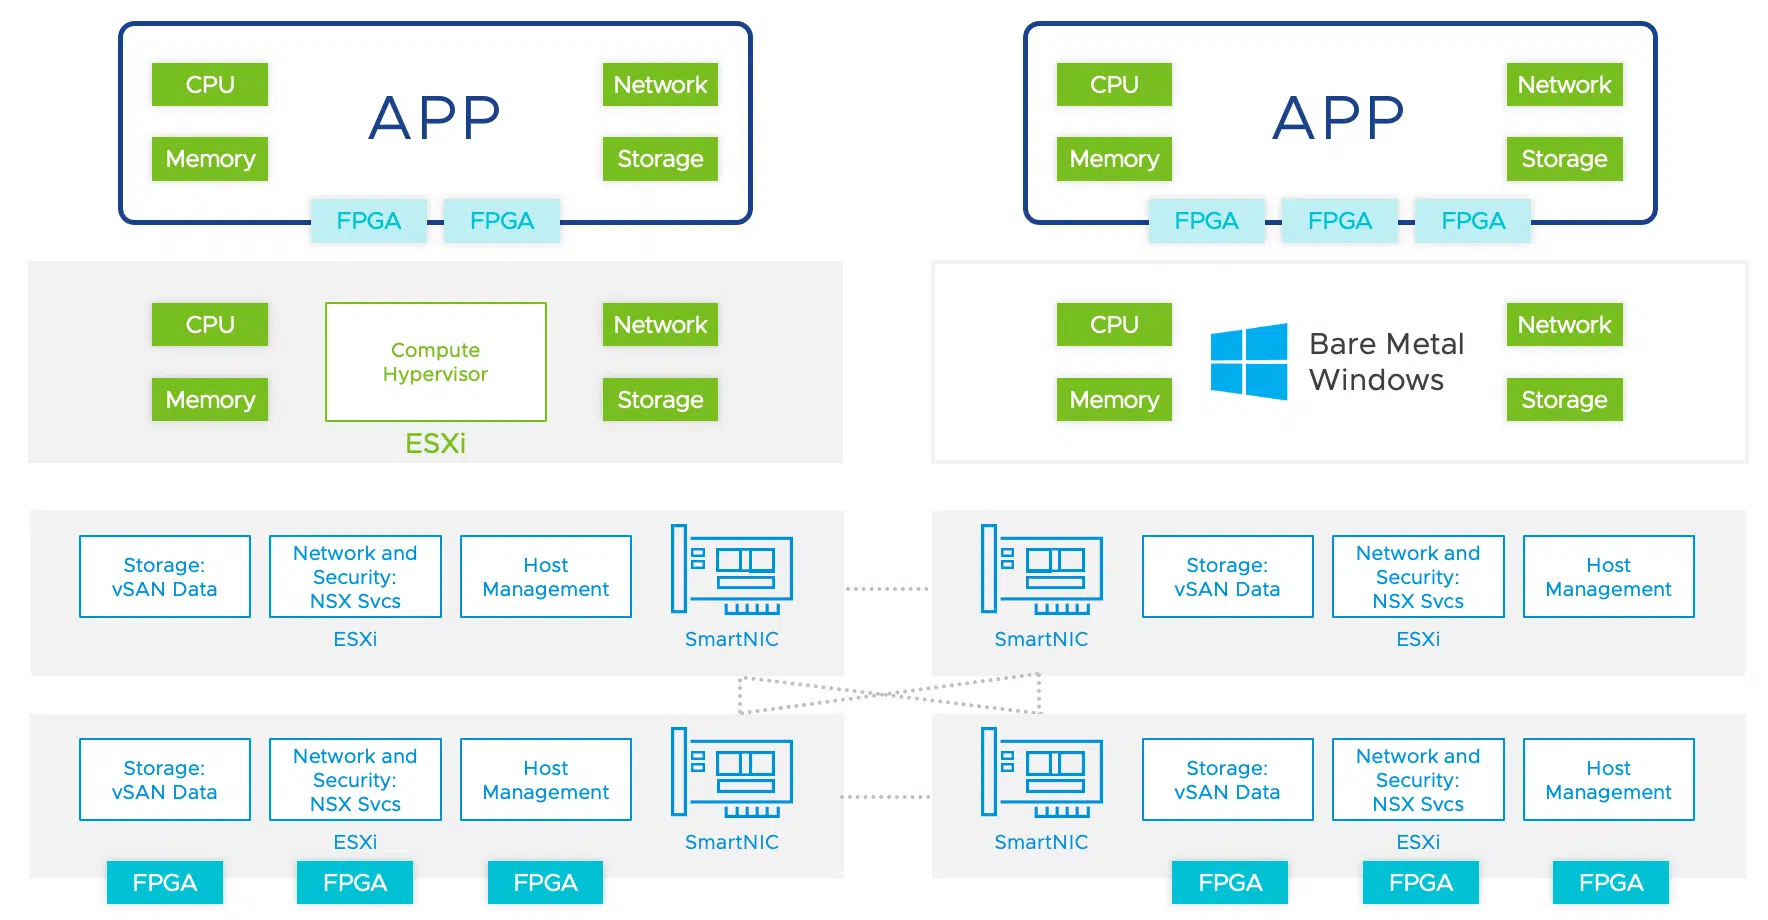 CPU
APP
Network
Memory
Storage
FPGA
FPGA
CPU
APP
Network
Memory
Storage
FPGA
FPGA
FPGA
CPU
Compute
Hypervisor
Network
Memory
Storage
ESXi
CPU
Bare Metal
Windows
Network
Memory
Storage
Storage:
vSAN Data
Network and
Security:
NSX Svcs
Host
Management
ESXi
SmartNIC
SmartNIC
Storage:
vSAN Data
Network and
Security:
NSX Svcs
Host
Management
ESXi
Storage:
vSAN Data
Network and
Security:
NSX Svcs
Host
Management
ESXi
SmartNIC
FPGA
FPGA
FPGA
SmartNIC
Storage:
vSAN Data
Network and
Security:
NSX Svcs
Host
Management
ESXi
FPGA
FPGA
FPGA